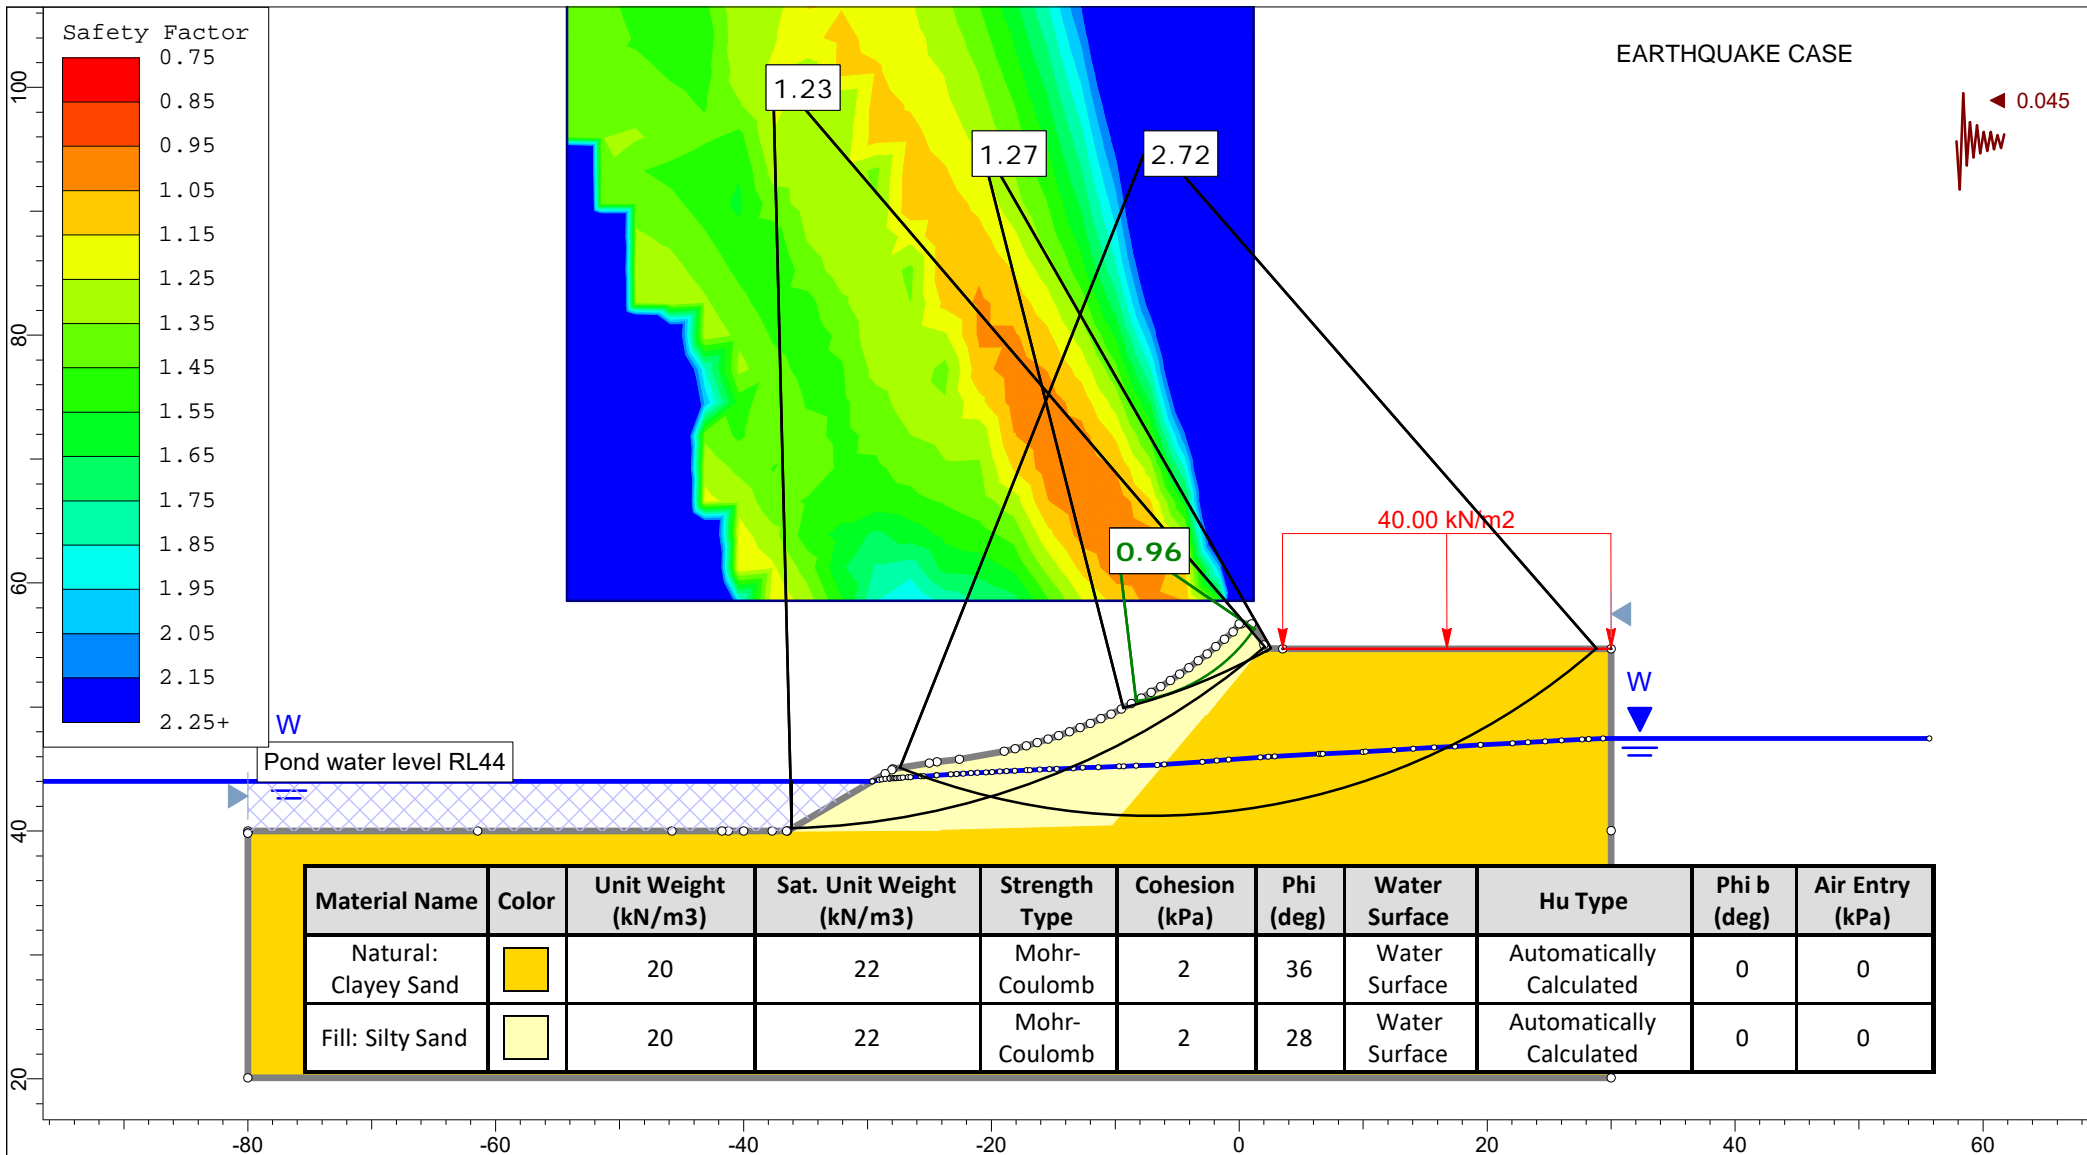 Safety Factor
0.75
0.85
0.95
1.05
1.15
1.25
1.35
1.45
1.55
1.65
1.75
1.85
1.95
2.05
2.15
2.25+
EARTHQUAKE CASE
0.045
1.23
1.27
2.72
0.96
40.00 kN/m2
W
W
Pond water level RL44
Material Name Color Unit Weight (kN/m3) Sat. Unit Weight (kN/m3) Strength Type Cohesion (kPa) Phi (deg) Water Surface Hu Type Phi b (deg) Air Entry (kPa)
Natural: Clayey Sand 20 22 Mohr-Coulomb 2 36 Water Surface Automatically Calculated 0 0
Fill: Silty Sand 20 22 Mohr-Coulomb 2 28 Water Surface Automatically Calculated 0 0
100
80
60
40
20
-80 -60 -40 -20 0 20 40 60